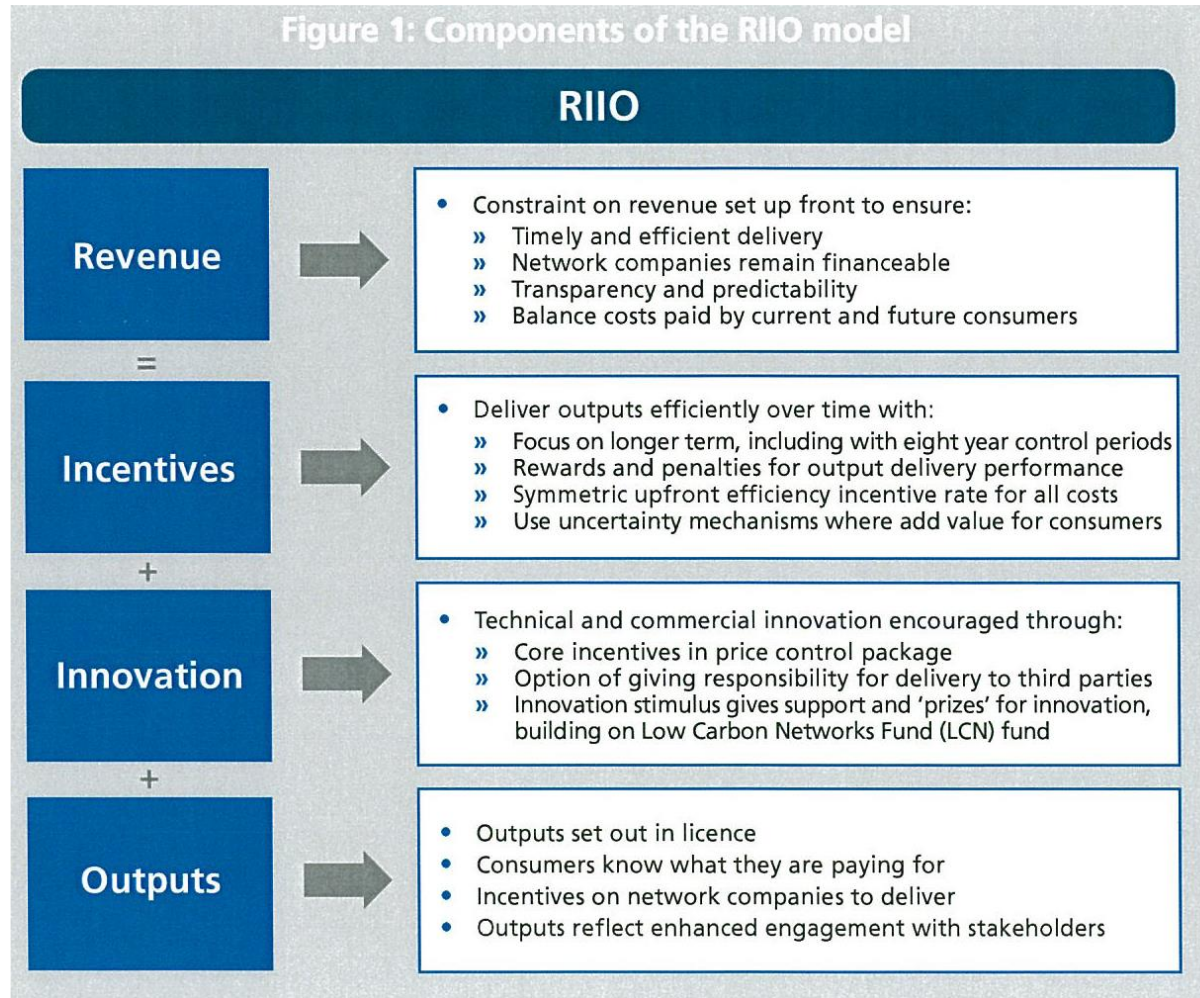 Figure 1: Components of the RIIO model
RIIO
Revenue
• Constraint on revenue set up front to ensure:
» Timely and efficient delivery
» Network companies remain financeable
» Transparency and predictability
» Balance costs paid by current and future consumers
=
Incentives
• Deliver outputs efficiently over time with:
» Focus on longer term, including with eight year control periods
» Rewards and penalties for output delivery performance
» Symmetric upfront efficiency incentive rate for all costs
» Use uncertainty mechanisms where add value for consumers
+
Innovation
• Technical and commercial innovation encouraged through:
» Core incentives in price control package
» Option of giving responsibility for delivery to third parties
» Innovation stimulus gives support and ‘prizes’ for innovation,
building on Low Carbon Networks Fund (LCN) fund
+
Outputs
• Outputs set out in licence
• Consumers know what they are paying for
• Incentives on network companies to deliver
• Outputs reflect enhanced engagement with stakeholders